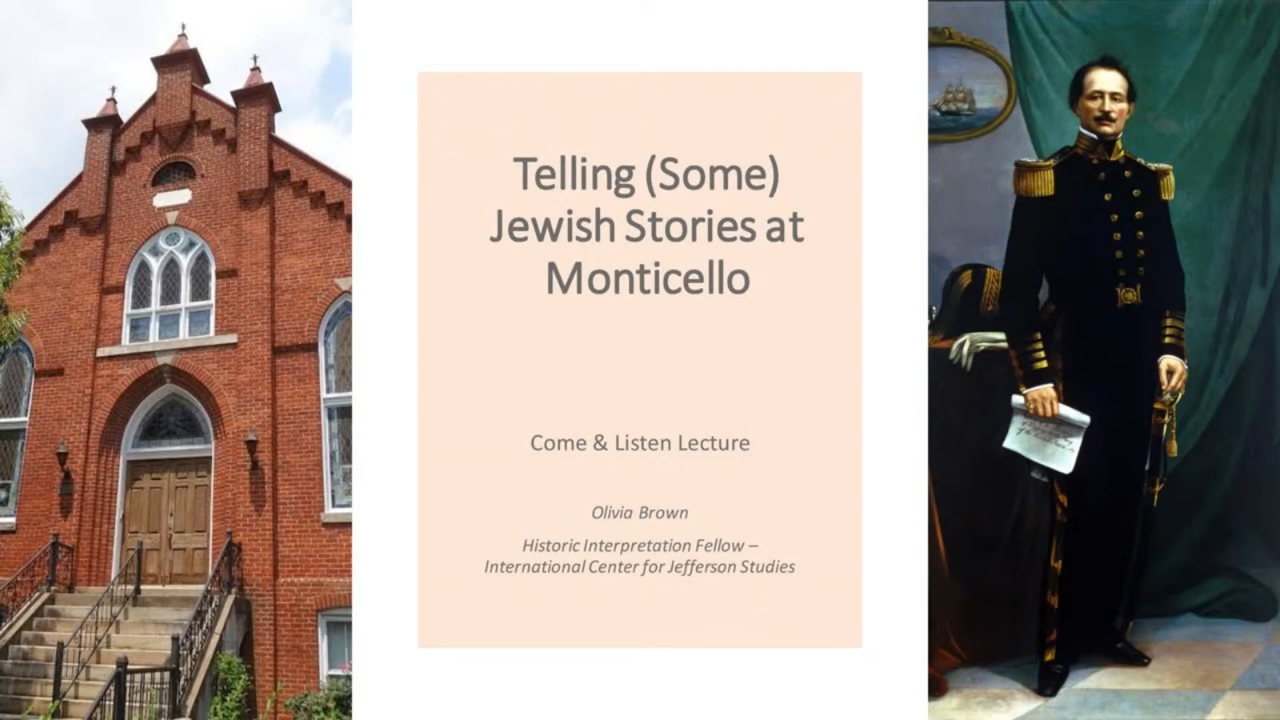 Telling (Some)
Jewish Stories at
Monticello
Come & Listen Lecture
Olivia Brown
Historic Interpretation Fellow –
International Center for Jefferson Studies